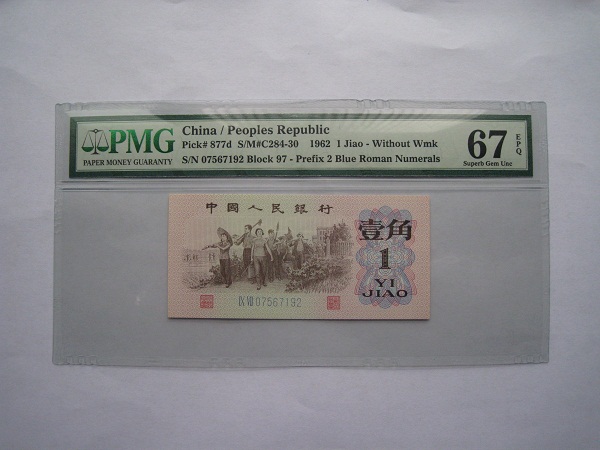 PMG
PAPER MONEY GUARANTY
China / Peoples Republic
Pick# 877d S/M#C284-30 1962 1 Jiao - Without Wmk
S/N 07567192 Block 97 - Prefix 2 Blue Roman Numerals
67 EPQ
Superb Gem Unc
中國人民銀行
壹角
1
YI
JIAO
IX VII 07567192